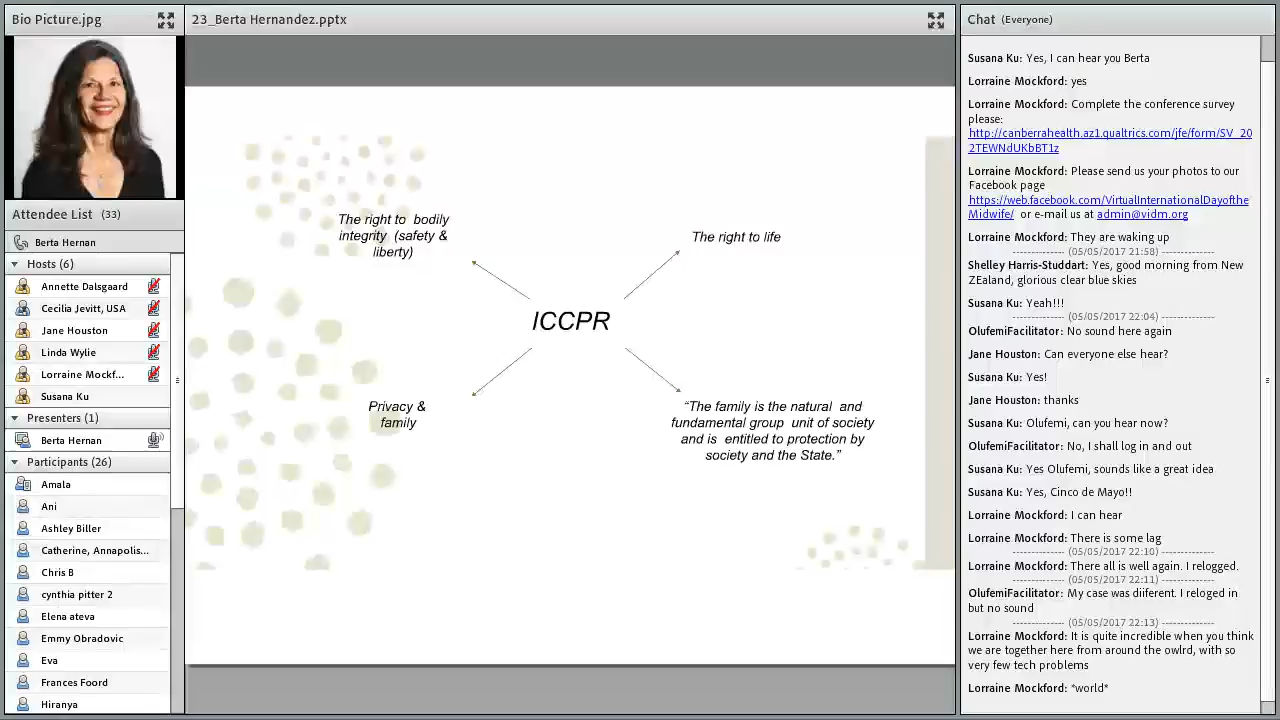 Bio Picture.jpg
Attendee List (33)
Berta Hernan
Hosts (6)
Annette Dalsgaard
Cecilia Jevitt, USA
Jane Houston
Linda Wylie
Lorraine Mockf...
Susana Ku
Presenters (1)
Berta Hernan
Participants (26)
Amala
Ani
Ashley Biller
Catherine, Annapolis...
Chris B
cynthia pitter 2
Elena ateva
Emmy Obradovic
Eva
Frances Foord
Hiranya
23_Berta Hernandez.pptx
The right to bodily
integrity (safety &
liberty)
The right to life
ICCPR
Privacy &
family
“The family is the natural and
fundamental group unit of society
and is entitled to protection by
society and the State.”
Chat (Everyone)
Susana Ku: Yes, I can hear you Berta
Lorraine Mockford: yes
Lorraine Mockford: Complete the conference survey
please:
http://canberrahealth.az1.qualtrics.com/jfe/form/SV_20
2TEWNdUKbBT1z
Lorraine Mockford: Please send us your photos to our
Facebook page
https://web.facebook.com/VirtualInternationalDayofthe
Midwife/ or e-mail us at admin@vidm.org
Lorraine Mockford: They are waking up
-------------- (05/05/2017 21:58) --------------
Shelley Harris-Studdart: Yes, good morning from New
ZEaland, glorious clear blue skies
Susana Ku: Yeah!!!
-------------- (05/05/2017 22:04) --------------
OlufemiFacilitator: No sound here again
Jane Houston: Can everyone else hear?
Susana Ku: Yes!
Jane Houston: thanks
Susana Ku: Olufemi, can you hear now?
OlufemiFacilitator: No, I shall log in and out
Susana Ku: Yes Olufemi, sounds like a great idea
Susana Ku: Yes, Cinco de Mayo!!
Lorraine Mockford: I can hear
Lorraine Mockford: There is some lag
-------------- (05/05/2017 22:10) --------------
Lorraine Mockford: There all is well again. I relogged.
-------------- (05/05/2017 22:11) --------------
OlufemiFacilitator: My case was diiferent. I reloged in
but no sound
-------------- (05/05/2017 22:13) --------------
Lorraine Mockford: It is quite incredible when you think
we are together here from around the owlrd, with so
very few tech problems
Lorraine Mockford: *world*